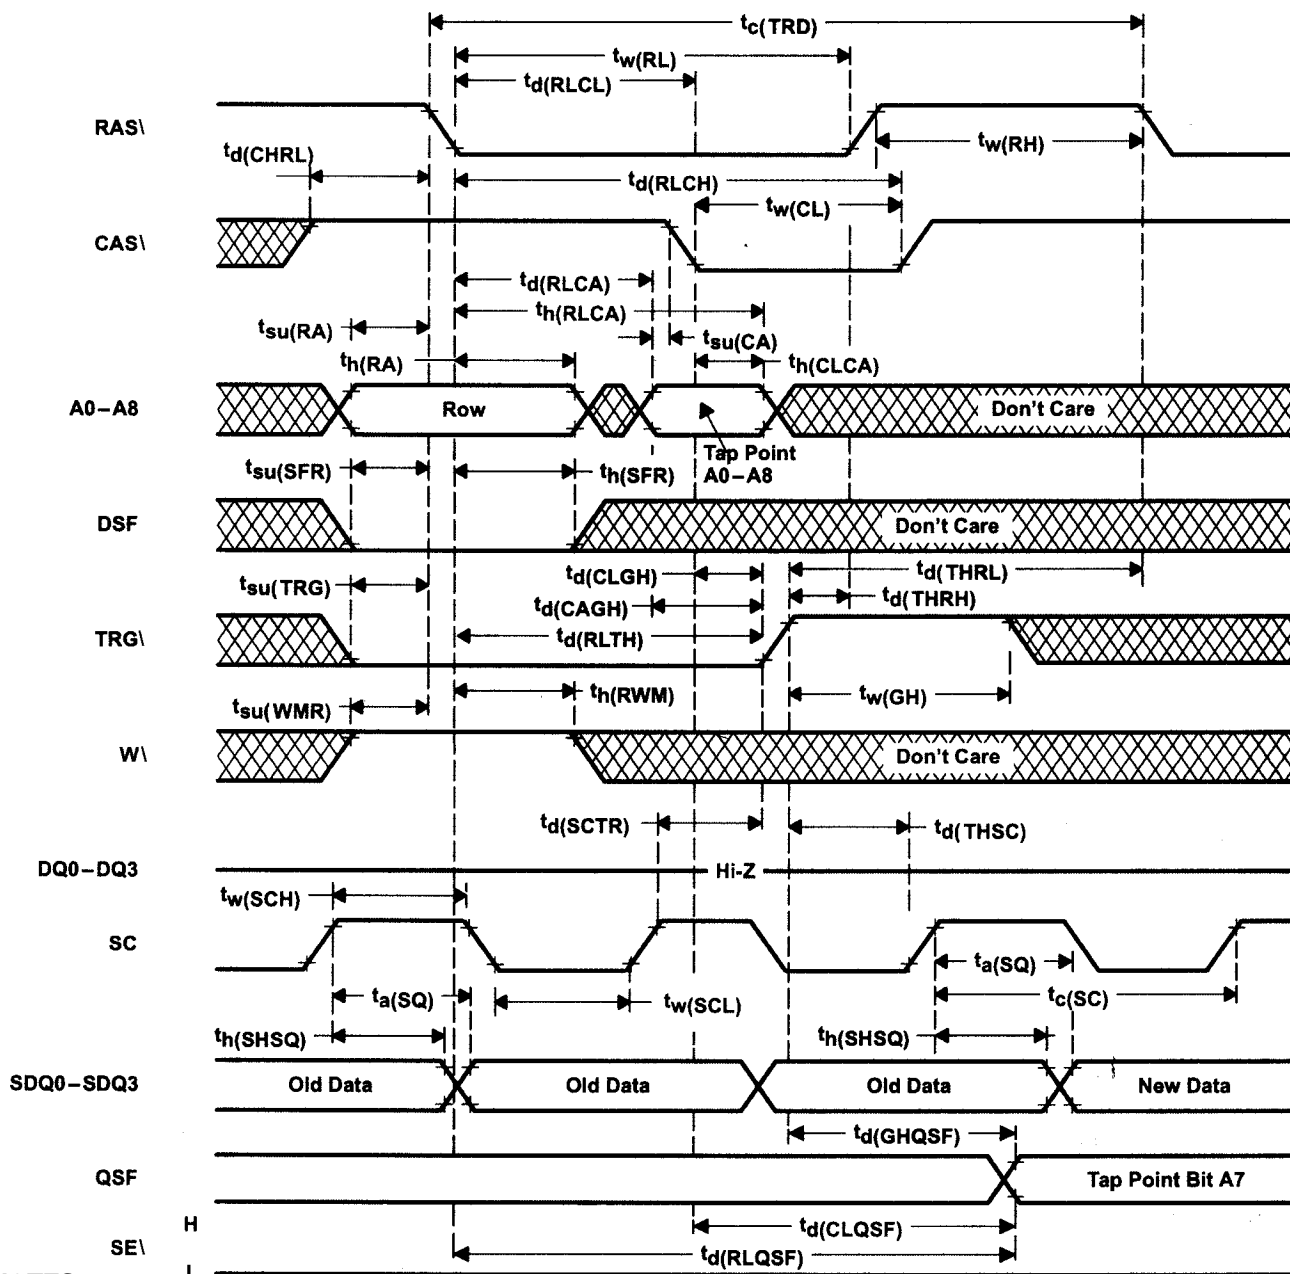 tc(TRD)
tw(RL)
td(RLCL)
RAS\
tw(RH)
td(CHRL)
td(RLCH)
tw(CL)
CAS\
td(RLCA)
th(RLCA)
tsu(RA)
tsu(CA)
th(RA)
th(CLCA)
A0–A8
Row
Don't Care
Tap Point
A0–A8
tsu(SFR)
th(SFR)
DSF
Don't Care
td(CLGH)
td(THRL)
tsu(TRG)
td(CAGH)
td(THRH)
TRG\
td(RLTH)
th(RWM)
tw(GH)
tsu(WMR)
W\
Don't Care
td(SCTR)
td(THSC)
DQ0–DQ3
Hi-Z
tw(SCH)
SC
ta(SQ)
ta(SQ)
tw(SCL)
tc(SC)
th(SHSQ)
th(SHSQ)
SDQ0–SDQ3
Old Data
Old Data
Old Data
New Data
td(GHQSF)
QSF
Tap Point Bit A7
H
td(CLQSF)
SE\
td(RLQSF)